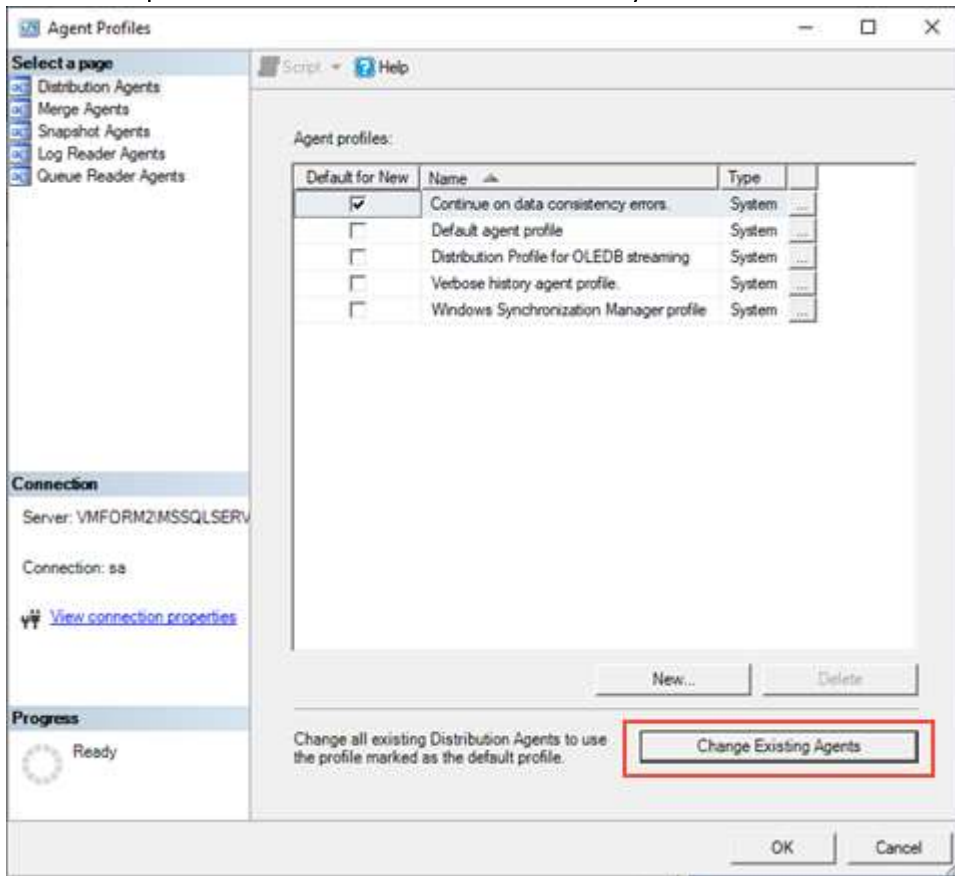 Agent Profiles
Select a page
Distribution Agents
Merge Agents
Snapshot Agents
Log Reader Agents
Queue Reader Agents
Script
Help
Agent profiles:
Default for New Name Type
Continue on data consistency errors. System ...
Default agent profile System ...
Distribution Profile for OLEDB streaming System ...
Verbose history agent profile. System ...
Windows Synchronization Manager profile System ...
Connection
Server: VMFORM2\MSSQLSERV
Connection: sa
View connection properties
New...
Delete
Progress
Ready
Change all existing Distribution Agents to use
the profile marked as the default profile.
Change Existing Agents
OK
Cancel